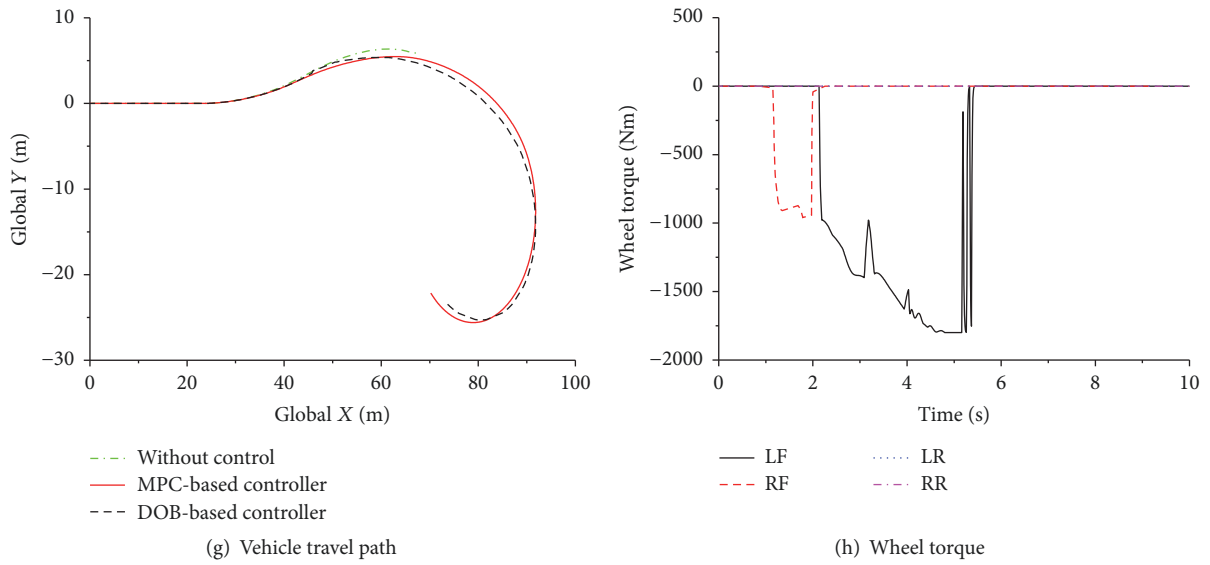 10
0
−10
−20
−30
Global Y (m)
0 20 40 60 80 100
Global X (m)
Without control
MPC-based controller
DOB-based controller
(g) Vehicle travel path
500
0
−500
−1000
−1500
−2000
Wheel torque (Nm)
0 2 4 6 8 10
Time (s)
LF LR
RF RR
(h) Wheel torque